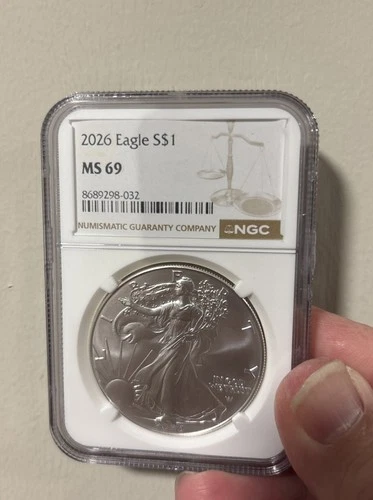 2026 Eagle S$1
MS 69
8689298-032
NUMISMATIC GUARANTY COMPANY
NGC
LIBERTY